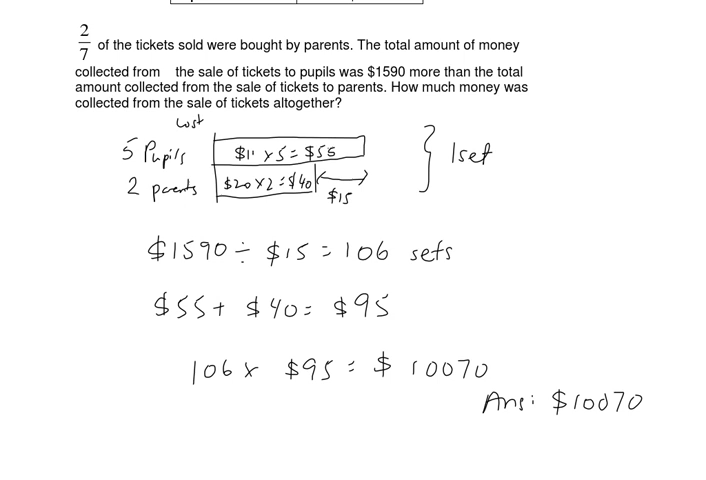 2/7 of the tickets sold were bought by parents. The total amount of money
collected from the sale of tickets to pupils was $1590 more than the total
amount collected from the sale of tickets to parents. How much money was
collected from the sale of tickets altogether?
Cost
5 Pupils $11 x 5 = $55 } 1 set
2 parents $20 x 2 = $40 $15
$1590 ÷ $15 = 106 sets
$55 + $40 = $95
106 x $95 = $10070
Ans: $10070